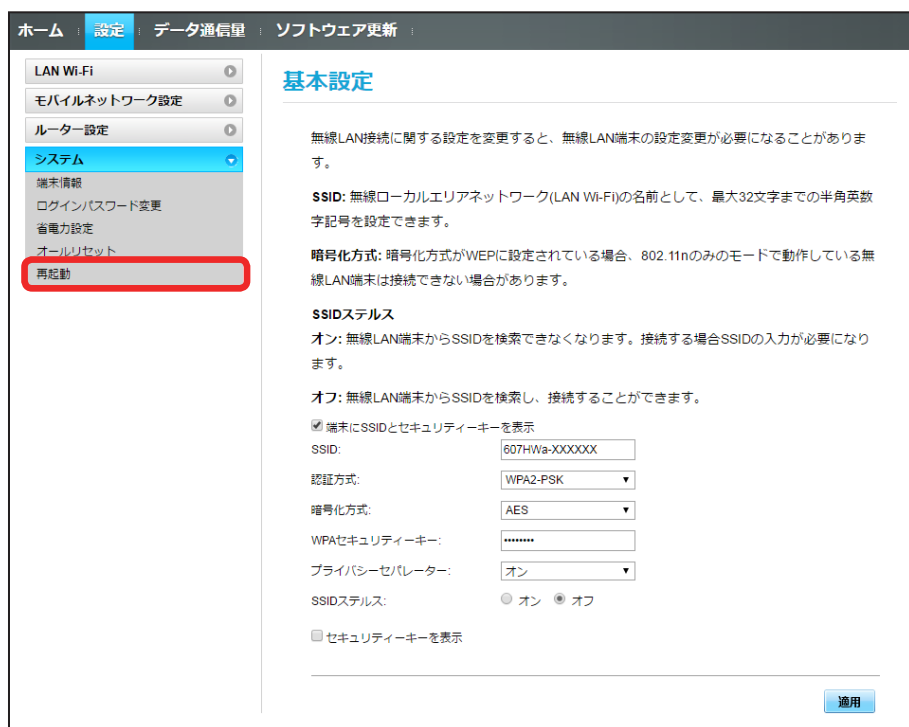 ホーム 設定 データ通信量 ソフトウェア更新
LAN Wi-Fi
モバイルネットワーク設定
ルーター設定
システム
端末情報
ログインパスワード変更
省電力設定
オールリセット
再起動
基本設定
無線LAN接続に関する設定を変更すると、無線LAN端末の設定変更が必要になることがありま
す。
SSID: 無線ローカルエリアネットワーク(LAN Wi-Fi)の名前として、最大32文字までの半角英数
字記号を設定できます。
暗号化方式: 暗号化方式がWEPに設定されている場合、802.11nのみのモードで動作している無
線LAN端末は接続できない場合があります。
SSIDステルス
オン: 無線LAN端末からSSIDを検索できなくなります。接続する場合SSIDの入力が必要になり
ます。
オフ: 無線LAN端末からSSIDを検索し、接続することができます。
端末にSSIDとセキュリティーキーを表示
SSID: 607HWa-XXXXXX
認証方式: WPA2-PSK
暗号化方式: AES
WPAセキュリティーキー: ••••••••
プライバシーセパレーター: オン
SSIDステルス: オン オフ
セキュリティーキーを表示
適用